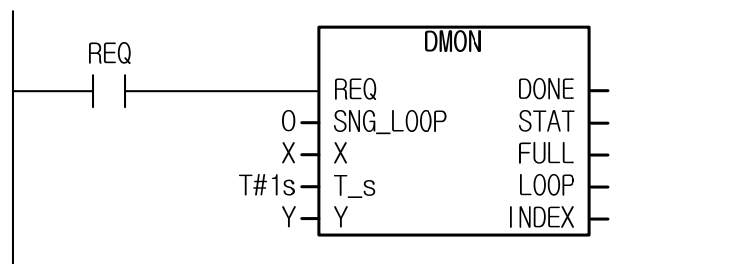 DMON
REQ
REQ DONE
0 SNG_LOOP STAT
X X FULL
T#1s T_s LOOP
Y Y INDEX